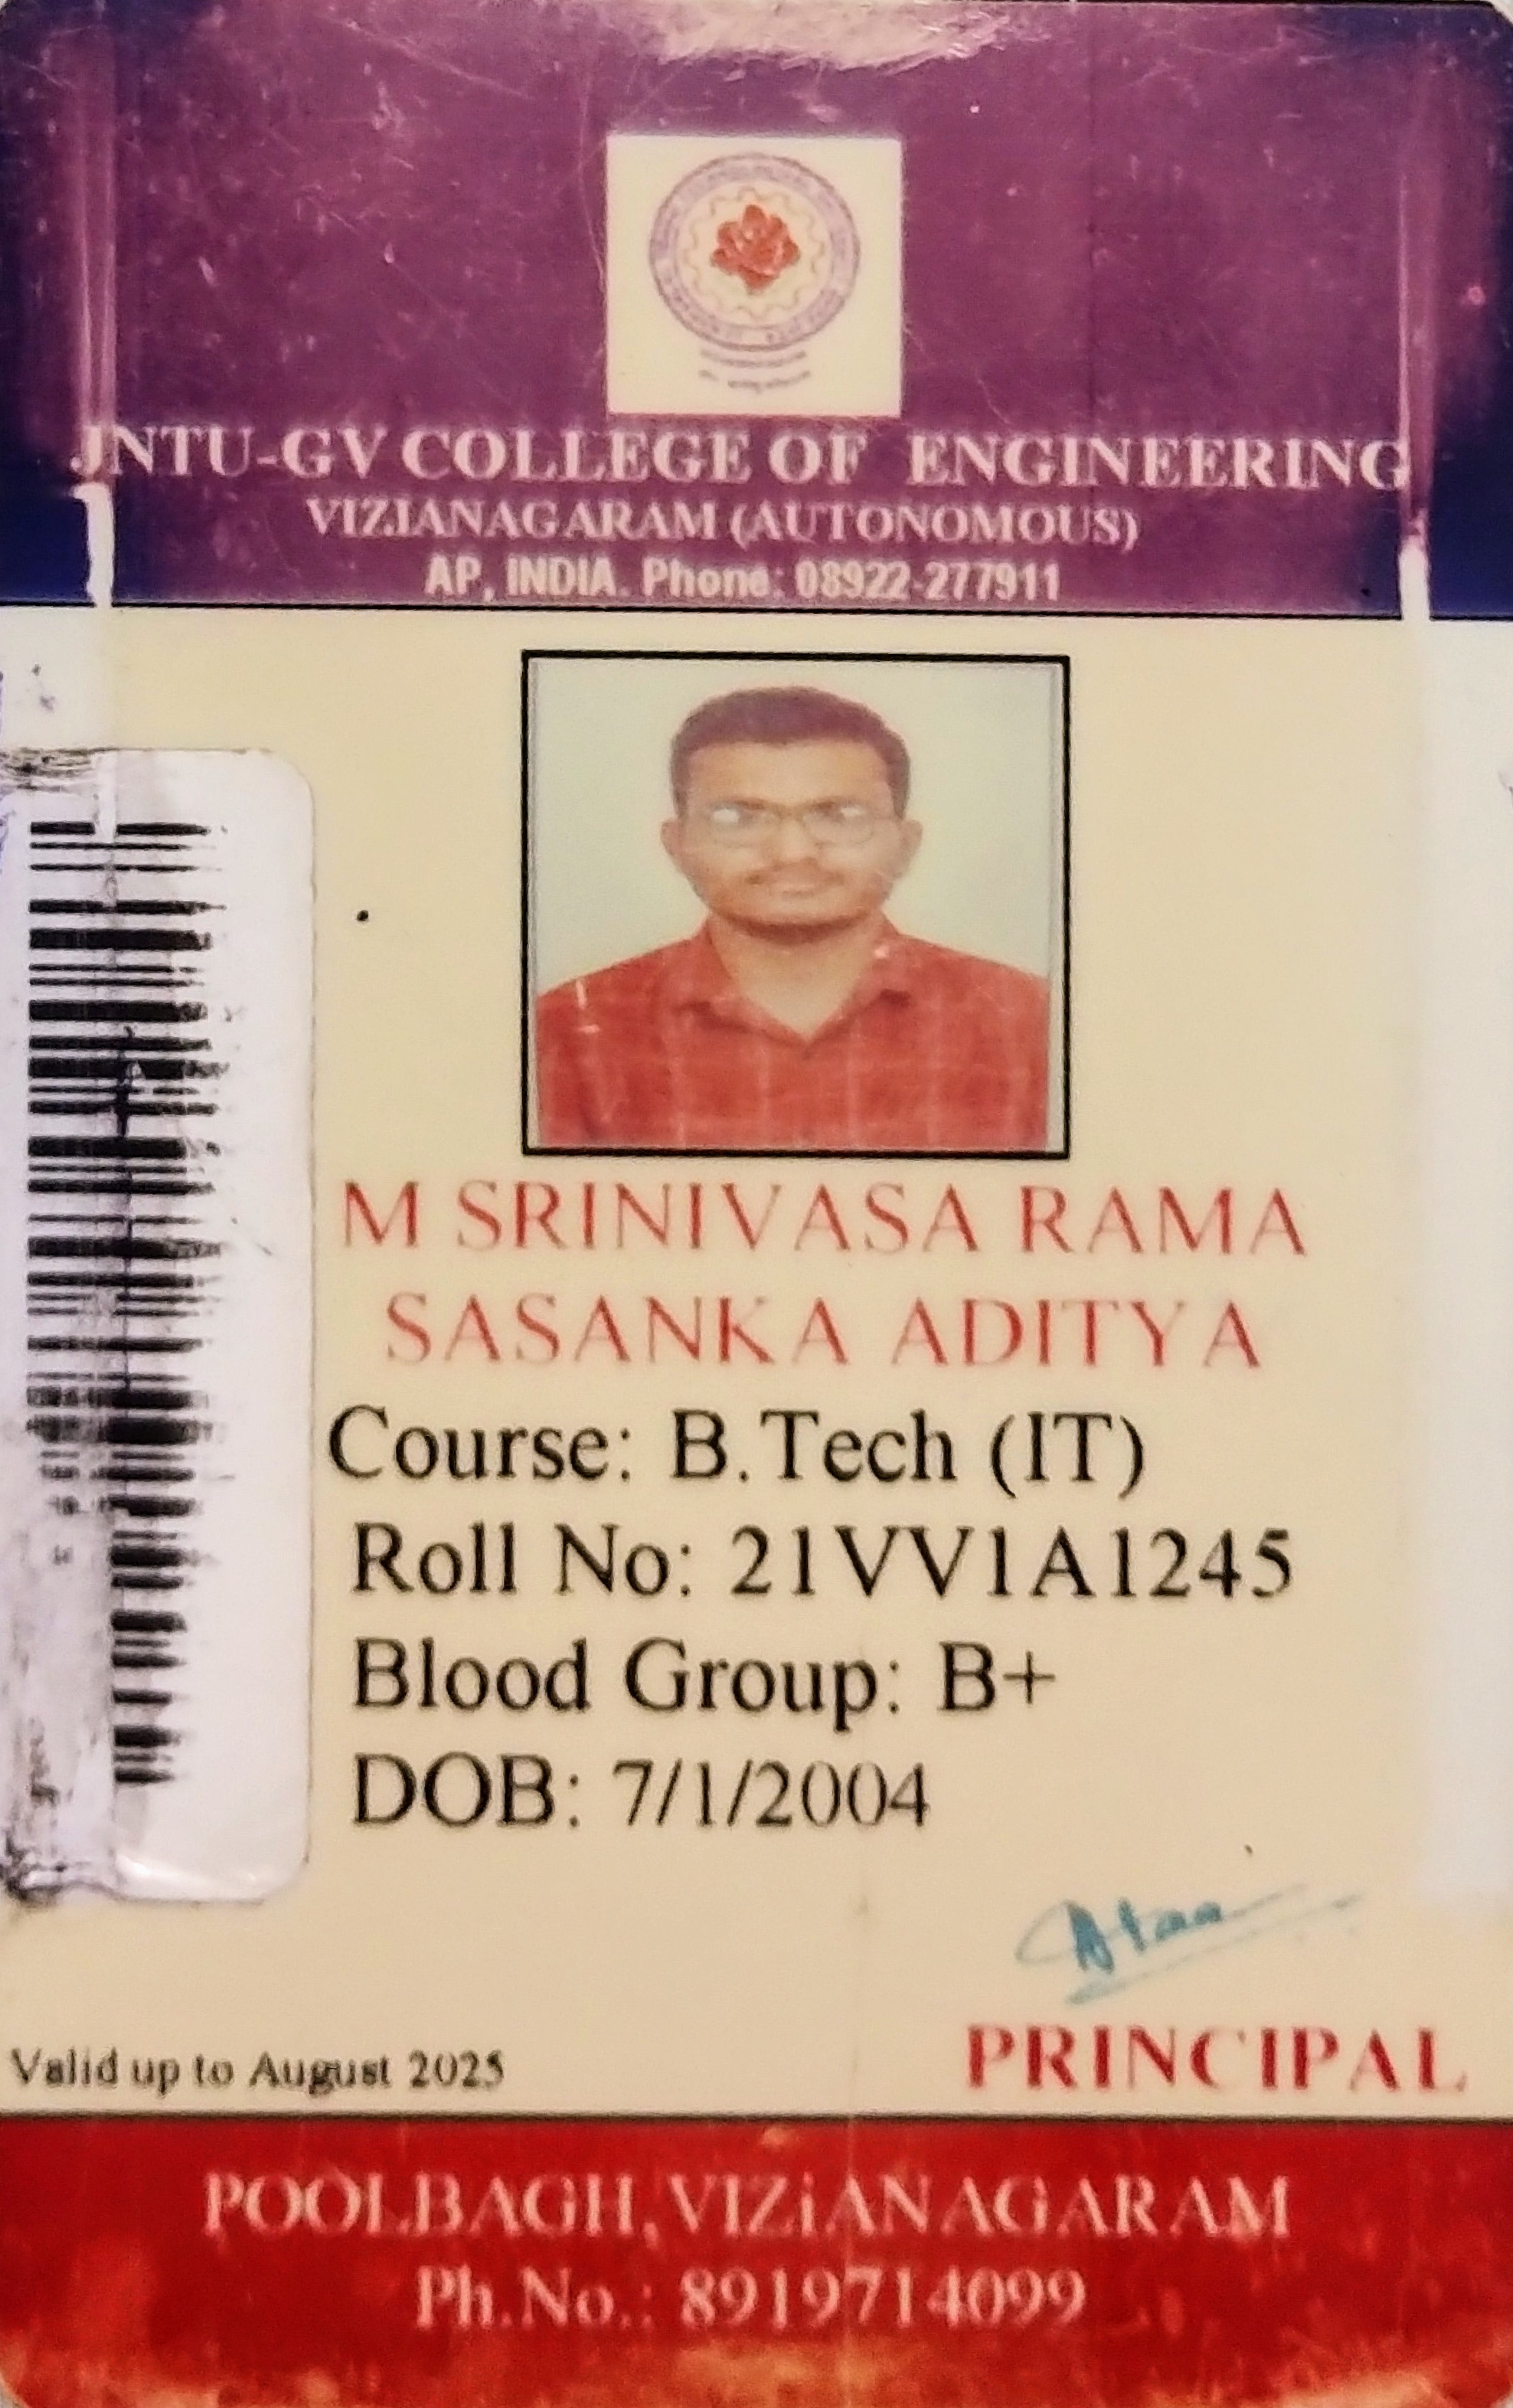 JNTU-GV COLLEGE OF ENGINEERING
VIZIANAGARAM (AUTONOMOUS)
AP, INDIA. Phone: 08922-277911
M SRINIVASA RAMA
SASANKA ADITYA
Course: B.Tech (IT)
Roll No: 21VV1A1245
Blood Group: B+
DOB: 7/1/2004
Valid up to August 2025
PRINCIPAL
POOLBAGH,VIZiANAGARAM
Ph.No.: 8919714099